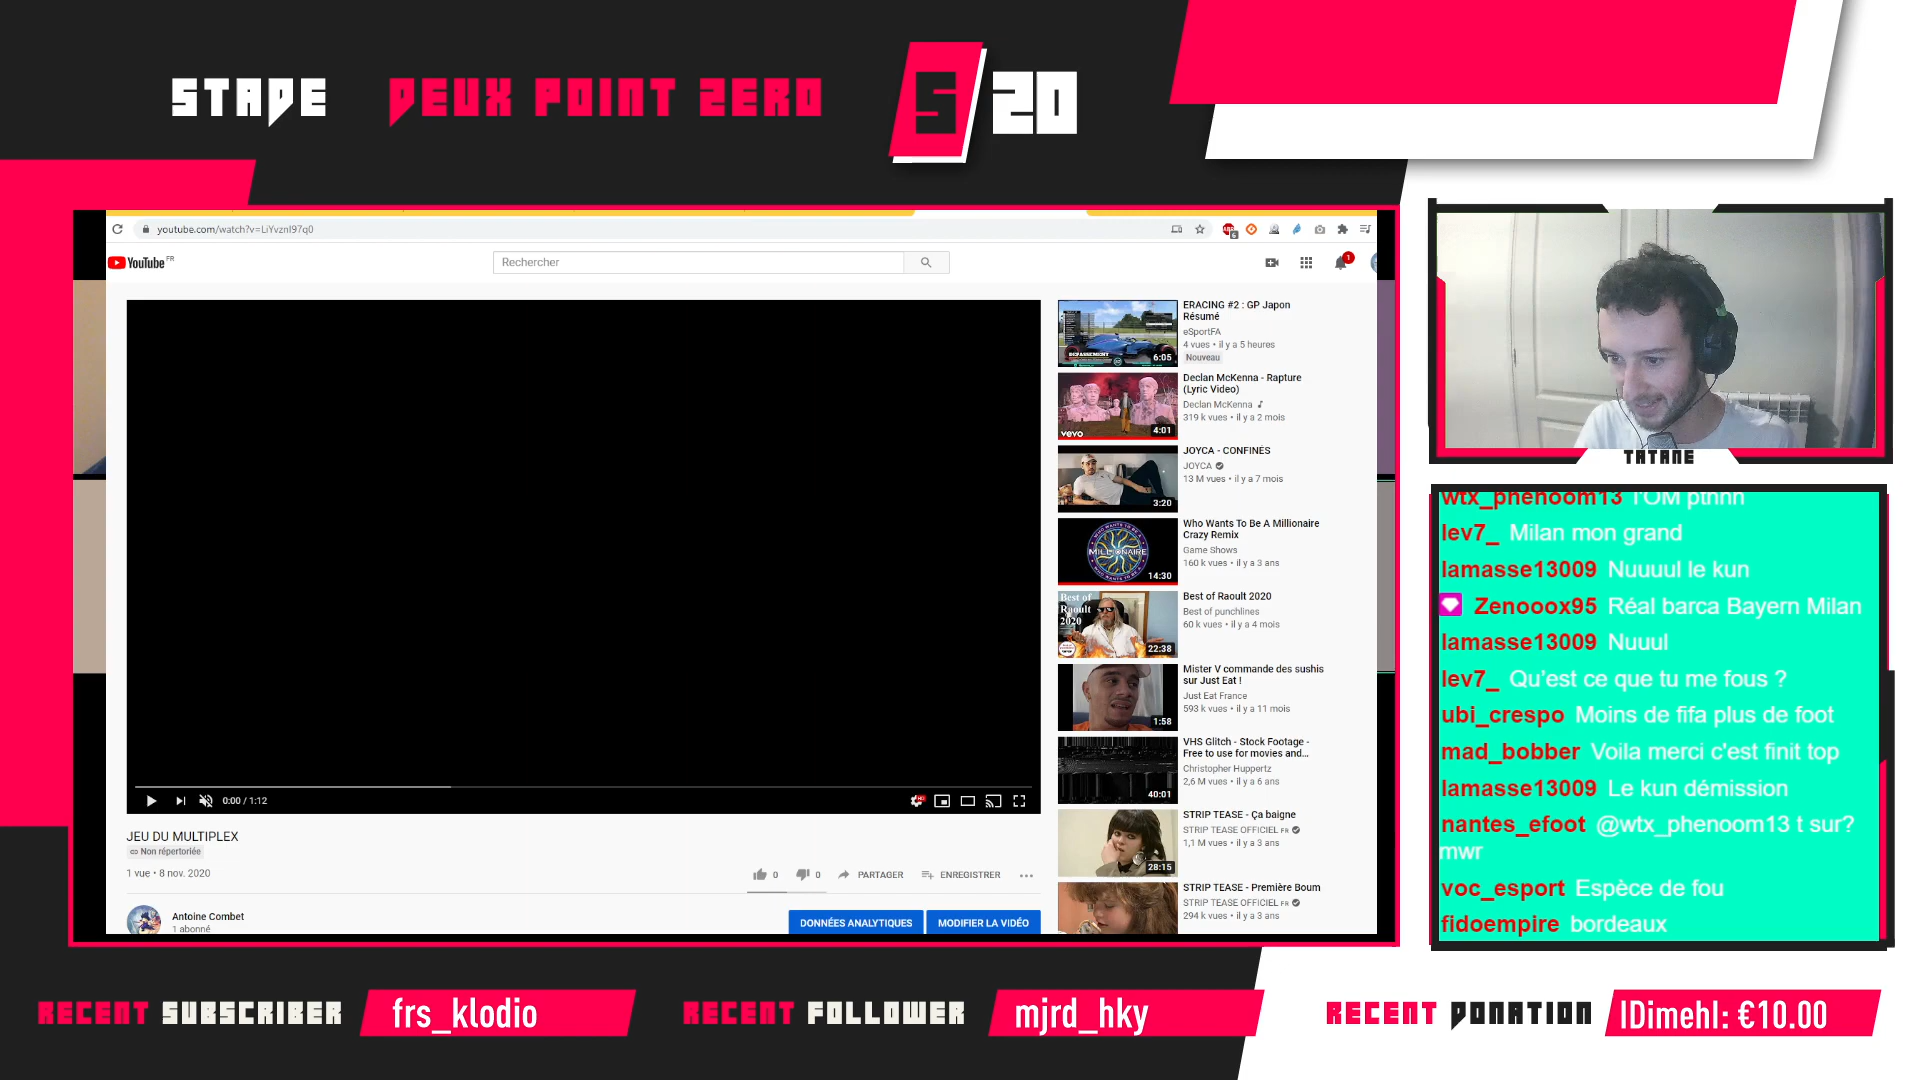 STADE DEUX POINT ZERO S/20
youtube.com/watch?v=LiYvznI97q0
YouTube FR
Rechercher
1
0:00 / 1:12
JEU DU MULTIPLEX
Non répertoriée
1 vue • 8 nov. 2020
0
0
PARTAGER
ENREGISTRER
Antoine Combet
1 abonné
DONNÉES ANALYTIQUES
MODIFIER LA VIDÉO
6:05
ERACING #2 : GP Japon
Résumé
eSportFA
4 vues • il y a 5 heures
Nouveau
vevo
4:01
Declan McKenna - Rapture
(Lyric Video)
Declan McKenna
319 k vues • il y a 2 mois
3:20
JOYCA - CONFINÉS
JOYCA
13 M vues • il y a 7 mois
MILLIONAIRE
14:30
Who Wants To Be A Millionaire
Crazy Remix
Game Shows
160 k vues • il y a 3 ans
Best of
Raoult
2020
22:38
Best of Raoult 2020
Best of punchlines
60 k vues • il y a 4 mois
1:58
Mister V commande des sushis
sur Just Eat !
Just Eat France
593 k vues • il y a 11 mois
40:01
VHS Glitch - Stock Footage -
Free to use for movies and...
Christopher Huppertz
2,6 M vues • il y a 6 ans
28:15
STRIP TEASE - Ça baigne
STRIP TEASE OFFICIEL FR
1,1 M vues • il y a 3 ans
STRIP TEASE - Première Boum
STRIP TEASE OFFICIEL FR
294 k vues • il y a 3 ans
TATANE
wtx_phenoom13 l'OM pthhh
lev7_ Milan mon grand
lamasse13009 Nuuuul le kun
Zenooox95 Réal barca Bayern Milan
lamasse13009 Nuuul
lev7_ Qu'est ce que tu me fous ?
ubi_crespo Moins de fifa plus de foot
mad_bobber Voila merci c'est finit top
lamasse13009 Le kun démission
nantes_efoot @wtx_phenoom13 t sur?
mwr
voc_esport Espèce de fou
fidoempire bordeaux
RECENT SUBSCRIBER frs_klodio
RECENT FOLLOWER mjrd_hky
RECENT DONATION IDimehl: €10.00